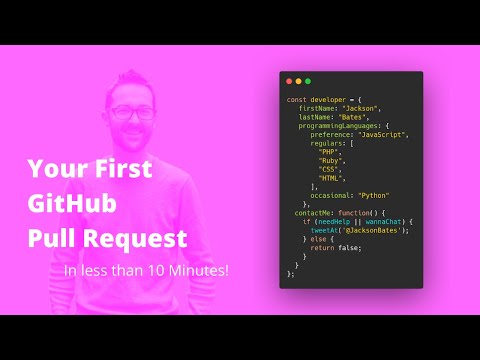 Your First
GitHub
Pull Request
In less than 10 Minutes!
const developer = {
firstName: "Jackson",
lastName: "Bates",
programmingLanguages: {
preference: "JavaScript",
regulars: [
"PHP",
"Ruby",
"CSS",
"HTML",
],
occasional: "Python"
},
contactMe: function() {
if (needHelp || wannaChat) {
tweetAt('@JacksonBates');
} else {
return false;
}
}
};